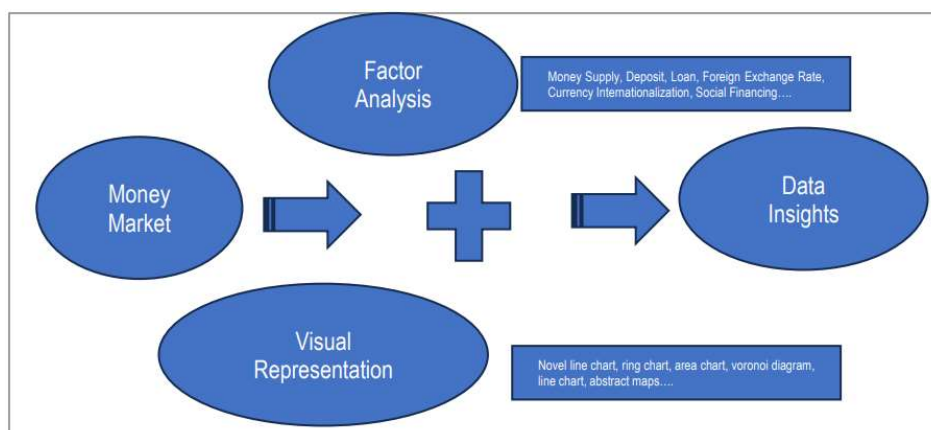 Factor
Analysis
Money Supply, Deposit, Loan, Foreign Exchange Rate,
Currency Internationalization, Social Financing….
Money
Market
Data
Insights
Visual
Representation
Novel line chart, ring chart, area chart, voronoi diagram,
line chart, abstract maps….